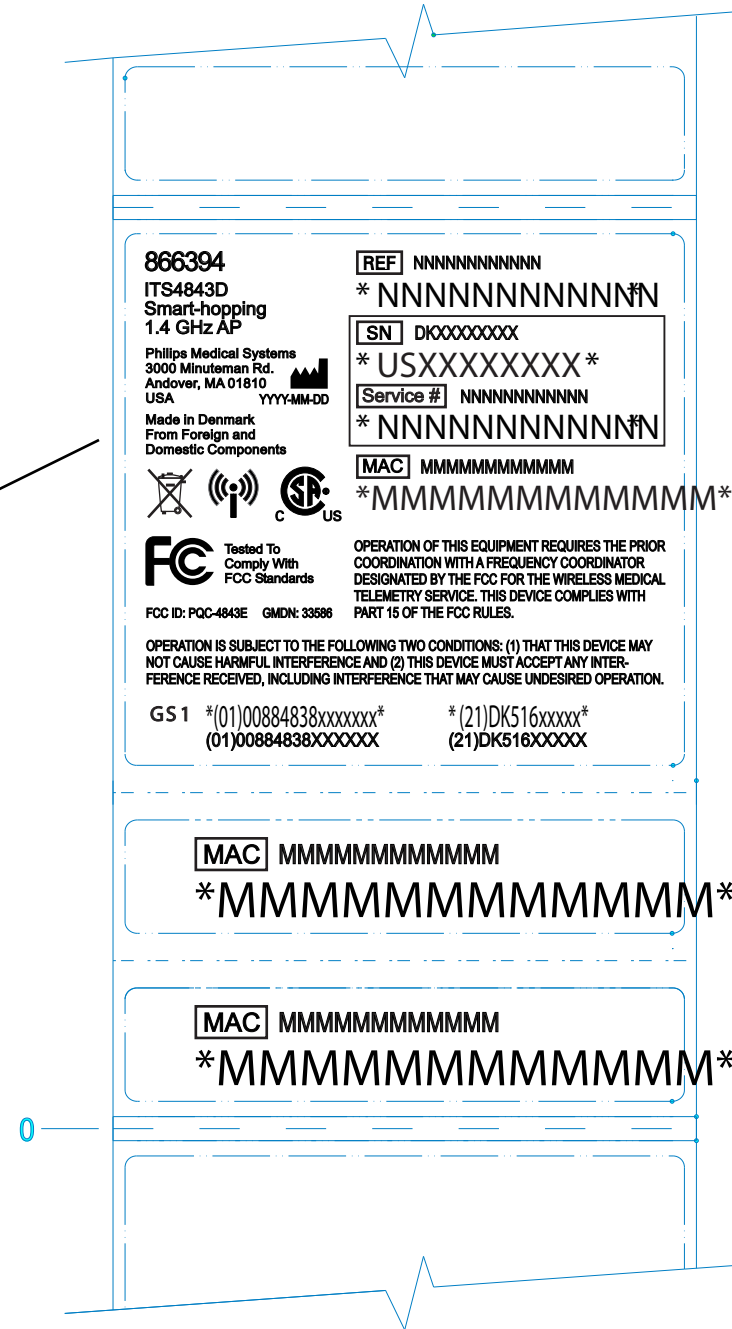 866394
ITS4843D
Smart-hopping
1.4 GHz AP
Philips Medical Systems
3000 Minuteman Rd.
Andover, MA 01810
USA YYYY-MM-DD
Made in Denmark
From Foreign and
Domestic Components
REF NNNNNNNNNNNN
*NNNNNNNNNNNN*
SN DKXXXXXXXX
*USXXXXXXXX*
Service # NNNNNNNNNNNN
*NNNNNNNNNNNN*
MAC MMMMMMMMMMMM
*MMMMMMMMMMMM*
C SA US
FC Tested To
Comply With
FCC Standards
FCC ID: PQC-4843E GMDN: 33586
OPERATION OF THIS EQUIPMENT REQUIRES THE PRIOR
COORDINATION WITH A FREQUENCY COORDINATOR
DESIGNATED BY THE FCC FOR THE WIRELESS MEDICAL
TELEMETRY SERVICE. THIS DEVICE COMPLIES WITH
PART 15 OF THE FCC RULES.
OPERATION IS SUBJECT TO THE FOLLOWING TWO CONDITIONS: (1) THAT THIS DEVICE MAY
NOT CAUSE HARMFUL INTERFERENCE AND (2) THIS DEVICE MUST ACCEPT ANY INTER-
FERENCE RECEIVED, INCLUDING INTERFERENCE THAT MAY CAUSE UNDESIRED OPERATION.
GS1 *(01)00884838xxxxxxx* *(21)DK516xxxxx*
(01)00884838XXXXXX (21)DK516XXXXX
MAC MMMMMMMMMMMM
*MMMMMMMMMMMM*
MAC MMMMMMMMMMMM
*MMMMMMMMMMMM*
0